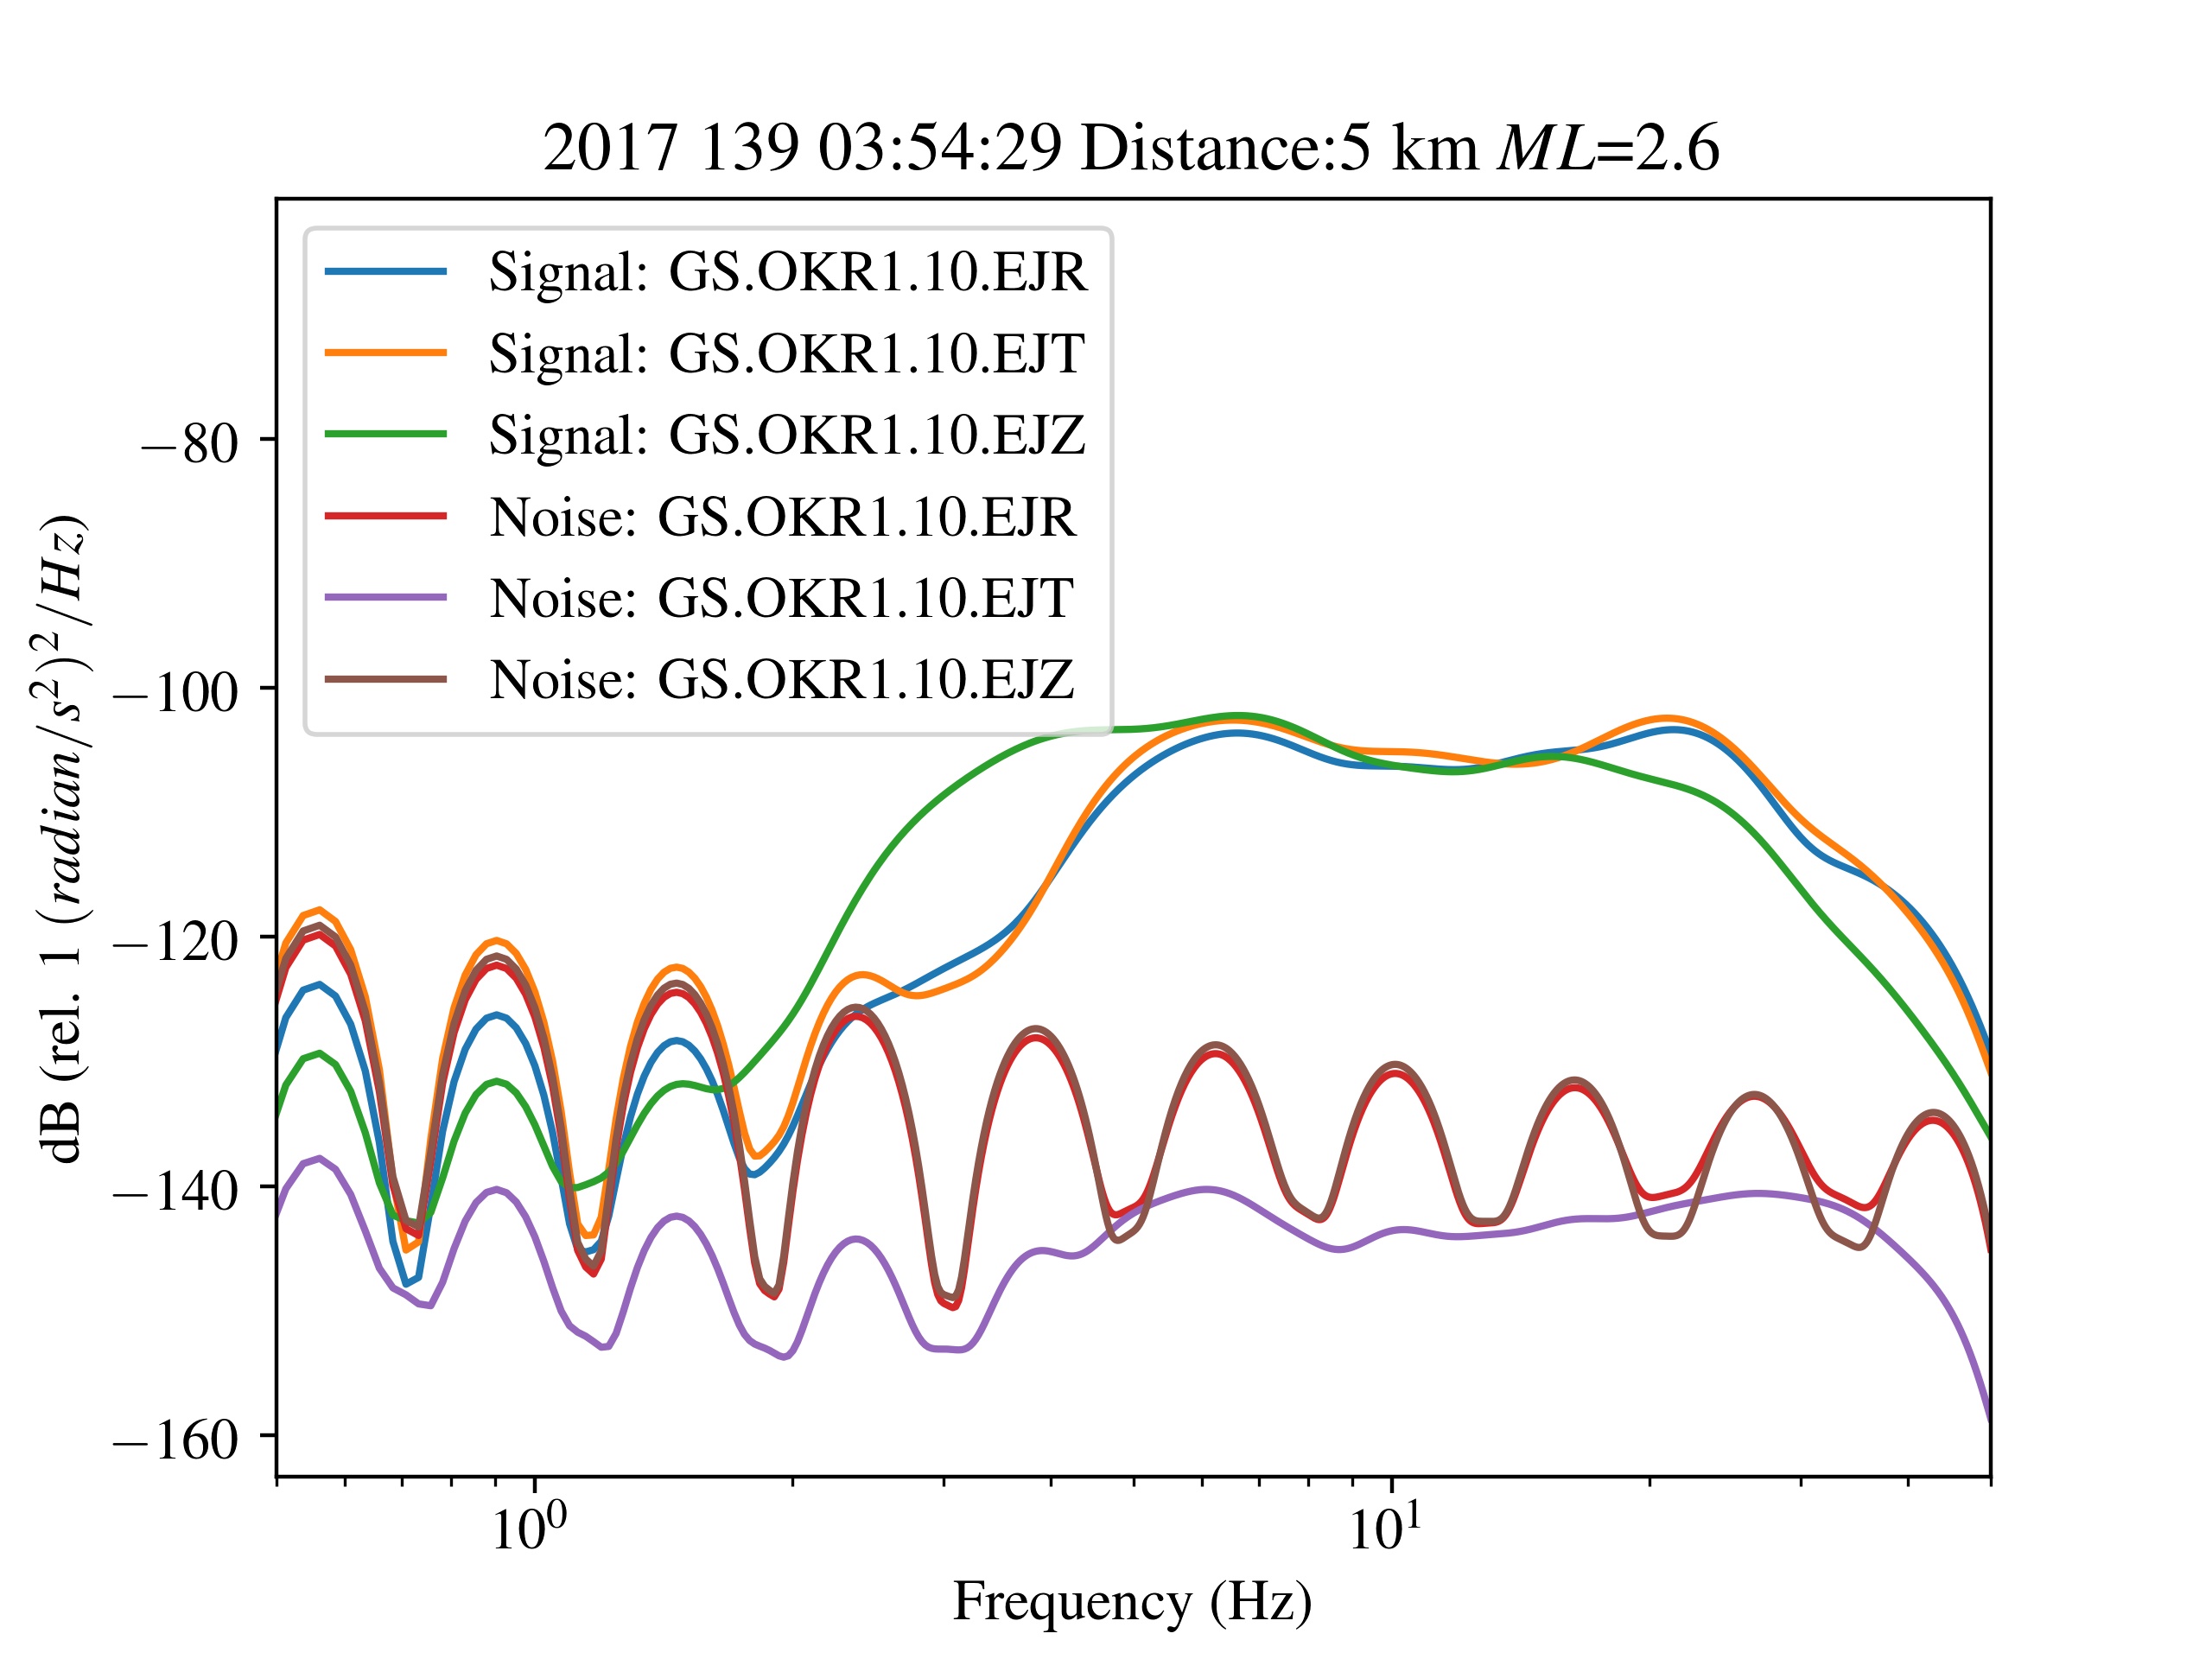 2017 139 03:54:29 Distance:5 km ML=2.6
Signal: GS.OKR1.10.EJR
Signal: GS.OKR1.10.EJT
Signal: GS.OKR1.10.EJZ
Noise: GS.OKR1.10.EJR
Noise: GS.OKR1.10.EJT
Noise: GS.OKR1.10.EJZ
dB (rel. 1 (radian/s²)²/Hz)
−80
−100
−120
−140
−160
10⁰ 10¹
Frequency (Hz)